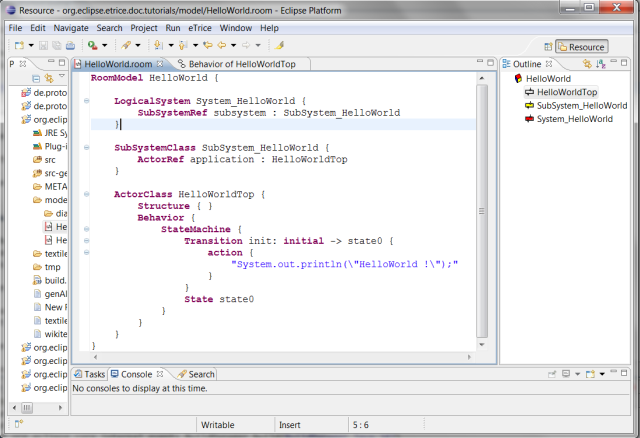 Resource - org.eclipse.etrice.doc.tutorials/model/HelloWorld.room - Eclipse Platform
File Edit Navigate Search Project Run eTrice Window Help
Resource
P
de.proto
de.proto
org.eclip
JRE Sy
Plug-i
src
src-ge
META
mode
dia
He
He
textile
tmp
build.
genAl
New F
textile
wikite
org.eclip
org.eclip
org.eclip
org.eclip
HelloWorld.room
Behavior of HelloWorldTop
RoomModel HelloWorld {
LogicalSystem System_HelloWorld {
SubSystemRef subsystem : SubSystem_HelloWorld
}
SubSystemClass SubSystem_HelloWorld {
ActorRef application : HelloWorldTop
}
ActorClass HelloWorldTop {
Structure { }
Behavior {
StateMachine {
Transition init: initial -> state0 {
action {
"System.out.println(\"HelloWorld !\");"
}
}
State state0
}
}
}
}
Outline
HelloWorld
HelloWorldTop
SubSystem_HelloWorld
System_HelloWorld
Tasks Console Search
No consoles to display at this time.
Writable Insert 5 : 6